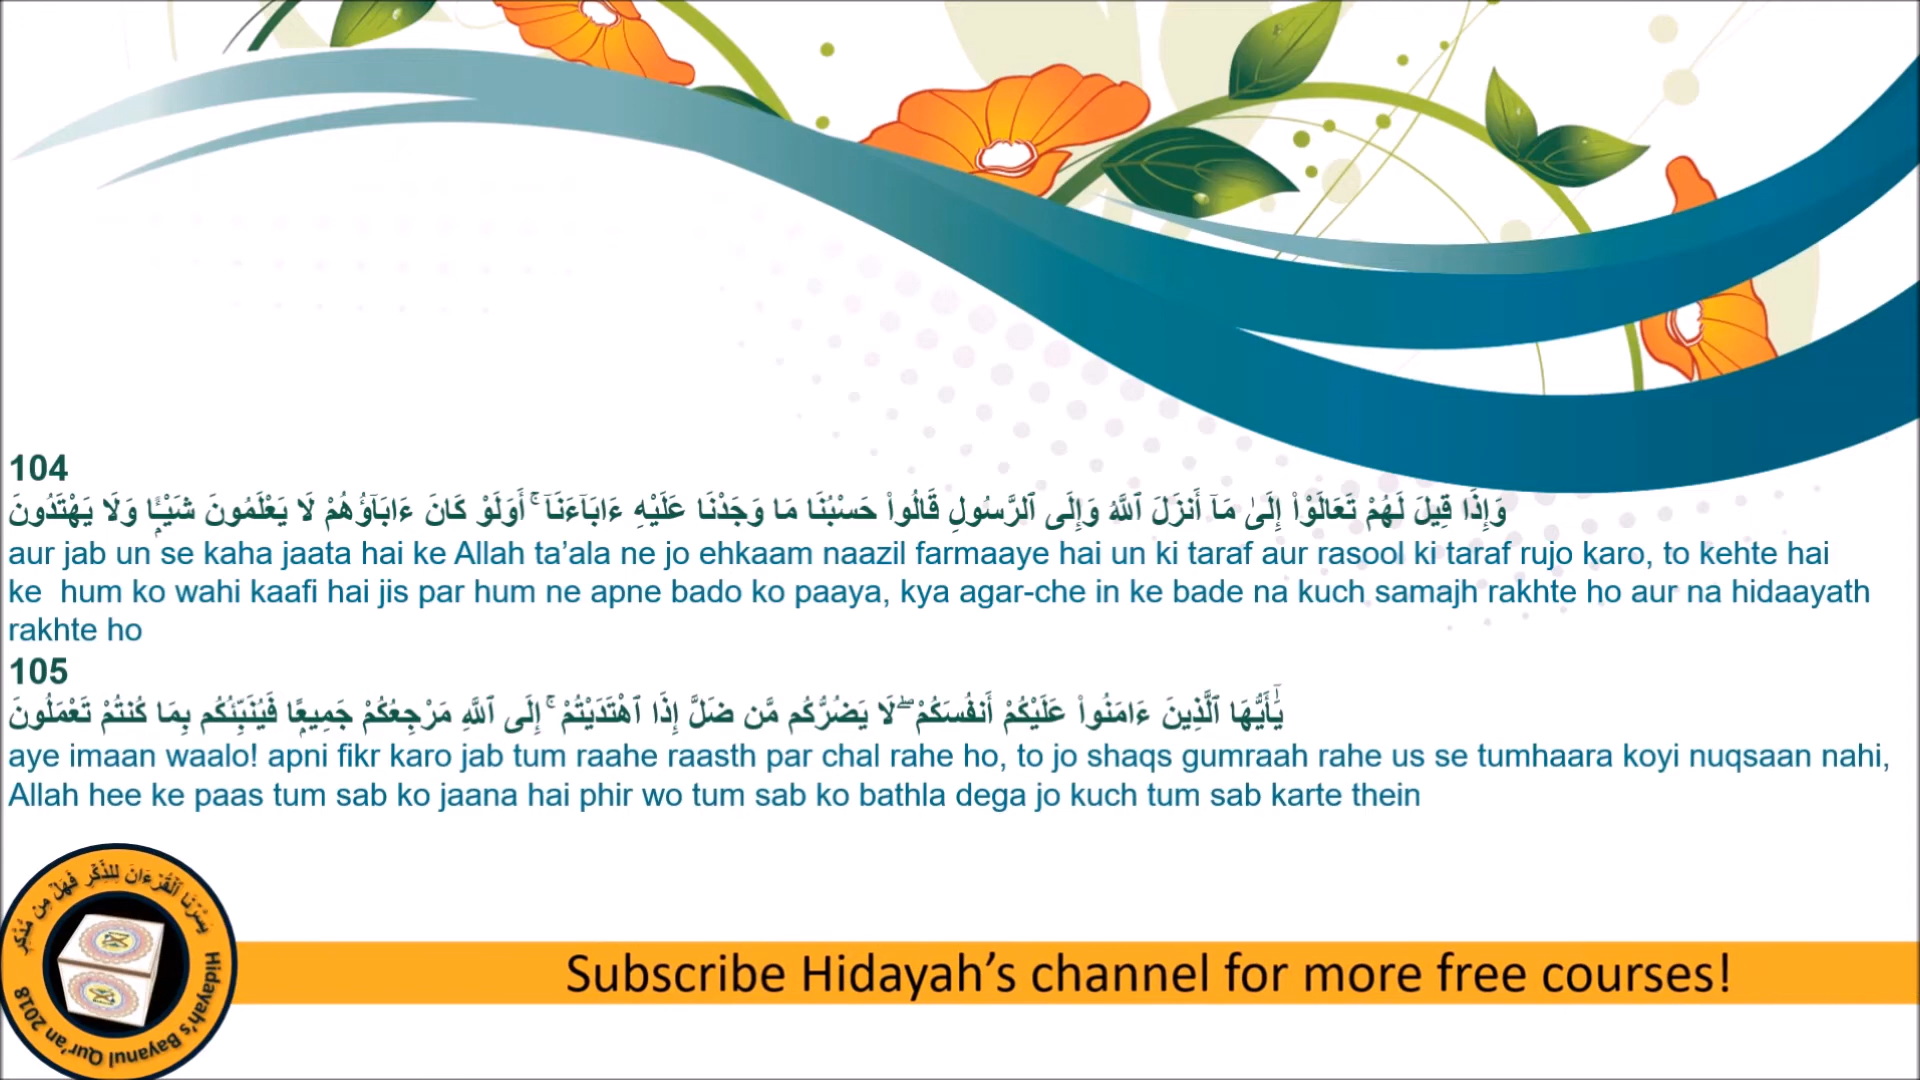 104
وَإِذَا قِيلَ لَهُمْ تَعَالَوْا۟ إِلَىٰ مَآ أَنزَلَ ٱللَّهُ وَإِلَى ٱلرَّسُولِ قَالُوا۟ حَسْبُنَا مَا وَجَدْنَا عَلَيْهِ ءَابَآءَنَآ ۚ أَوَلَوْ كَانَ ءَابَآؤُهُمْ لَا يَعْلَمُونَ شَيْـًٔا وَلَا يَهْتَدُونَ
aur jab un se kaha jaata hai ke Allah ta’ala ne jo ehkaam naazil farmaaye hai un ki taraf aur rasool ki taraf rujo karo, to kehte hai
ke  hum ko wahi kaafi hai jis par hum ne apne bado ko paaya, kya agar-che in ke bade na kuch samajh rakhte ho aur na hidaayath
rakhte ho
105
يَـٰٓأَيُّهَا ٱلَّذِينَ ءَامَنُوا۟ عَلَيْكُمْ أَنفُسَكُمْ ۖ لَا يَضُرُّكُم مَّن ضَلَّ إِذَا ٱهْتَدَيْتُمْ ۚ إِلَى ٱللَّهِ مَرْجِعُكُمْ جَمِيعًا فَيُنَبِّئُكُم بِمَا كُنتُمْ تَعْمَلُونَ
aye imaan waalo! apni fikr karo jab tum raahe raasth par chal rahe ho, to jo shaqs gumraah rahe us se tumhaara koyi nuqsaan nahi,
Allah hee ke paas tum sab ko jaana hai phir wo tum sab ko bathla dega jo kuch tum sab karte thein
يَسَّرْنَا ٱلْقُرْءَانَ لِلذِّكْرِ فَهَلْ مِن مُّدَّكِرٍ
Hidayah's Bayanul Qur'an 2018
Subscribe Hidayah’s channel for more free courses!